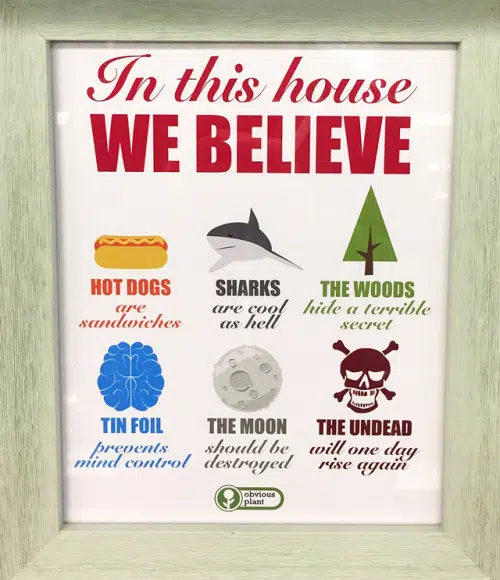 In this house
WE BELIEVE
HOT DOGS
are
sandwiches
SHARKS
are cool
as hell
THE WOODS
hide a terrible
secret
TIN FOIL
prevents
mind control
THE MOON
should be
destroyed
THE UNDEAD
will one day
rise again
obvious
plant